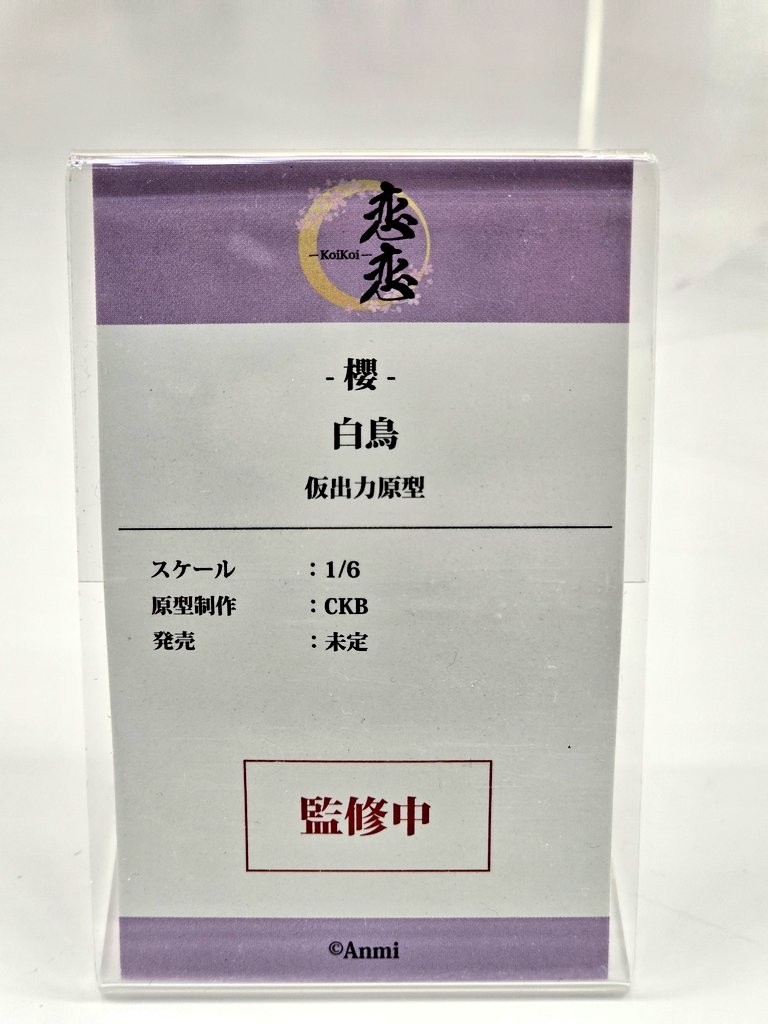 恋恋
－KoiKoi－
- 櫻 -
白鳥
仮出力原型
スケール ：1/6
原型制作 ：CKB
発売 ：未定
監修中
©Anmi